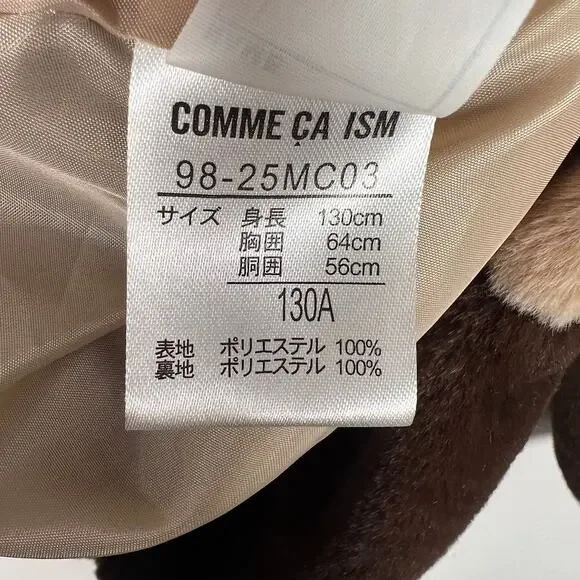 COMME ÇA ISM
98-25MC03
サイズ 身長 130cm
胸囲 64cm
胴囲 56cm
130A
表地 ポリエステル 100%
裏地 ポリエステル 100%